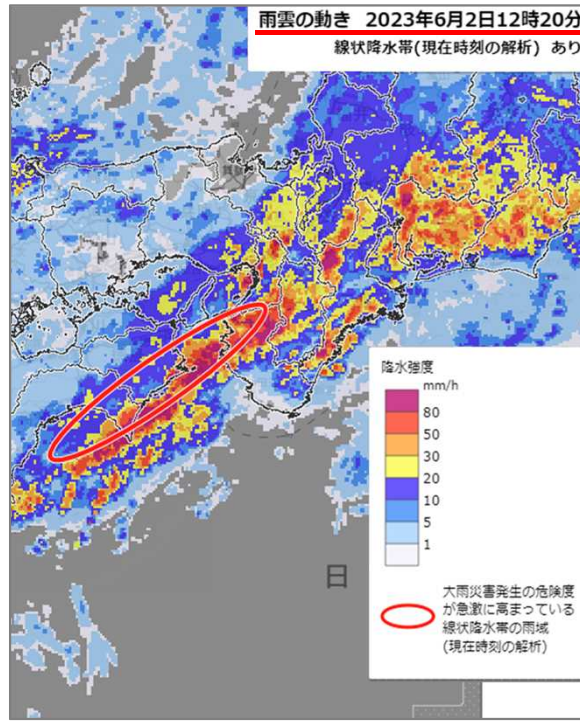 雨雲の動き 2023年6月2日12時20分
線状降水帯(現在時刻の解析) あり
降水強度
mm/h
80
50
30
20
10
5
1
日
大雨災害発生の危険度
が急激に高まっている
線状降水帯の雨域
(現在時刻の解析)